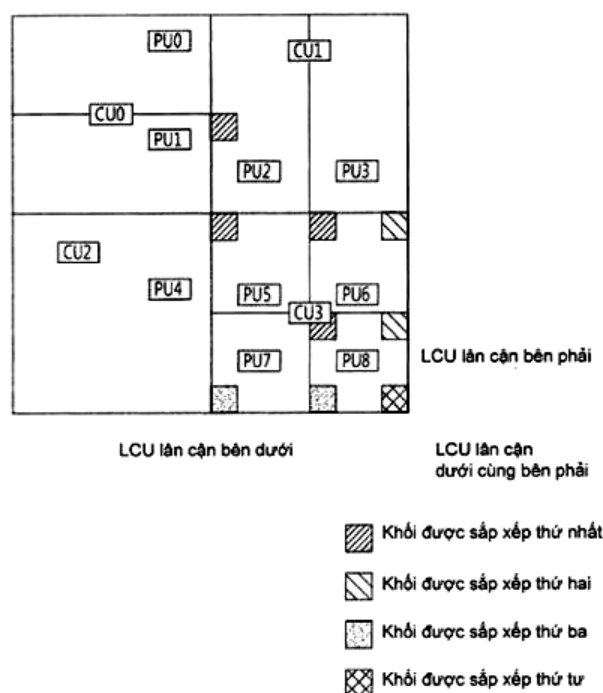 PU0
CU1
CU0
PU1
PU2
PU3
CU2
PU4
PU5
PU6
CU3
PU7
PU8
LCU lân cận bên phải
LCU lân cận bên dưới
LCU lân cận
dưới cùng bên phải
Khối được sắp xếp thứ nhất
Khối được sắp xếp thứ hai
Khối được sắp xếp thứ ba
Khối được sắp xếp thứ tư